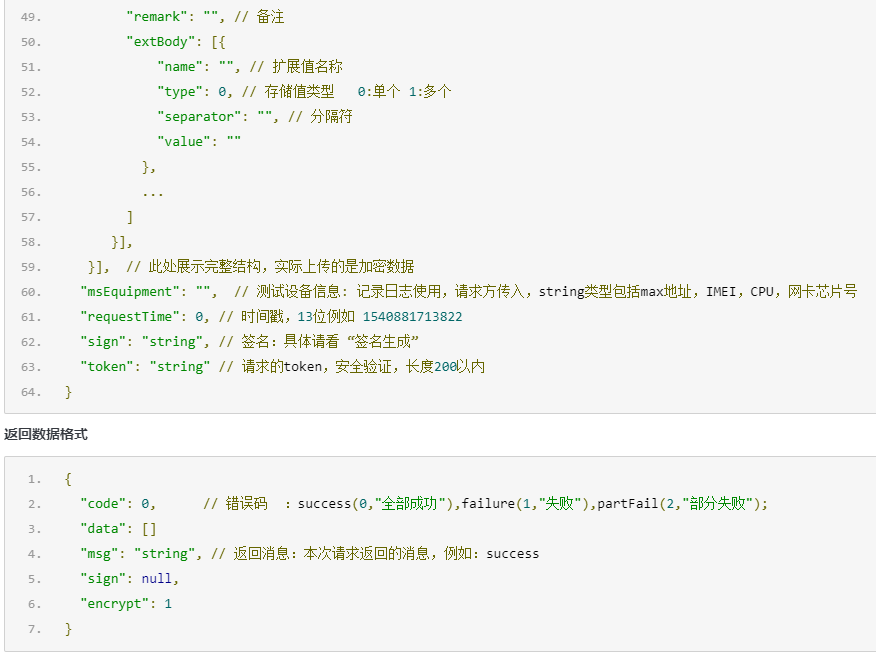 49. "remark": "", // 备注
50. "extBody": [{
51. "name": "", // 扩展值名称
52. "type": 0, // 存储值类型 0:单个 1:多个
53. "separator": "", // 分隔符
54. "value": ""
55. },
56. ...
57. ]
58. }],
59. }], // 此处展示完整结构，实际上传的是加密数据
60. "msEquipment": "", // 测试设备信息: 记录日志使用，请求方传入，string类型包括max地址，IMEI，CPU，网卡芯片号
61. "requestTime": 0, // 时间戳，13位例如 1540881713822
62. "sign": "string", // 签名：具体请看 “签名生成”
63. "token": "string" // 请求的token，安全验证，长度200以内
64. }
返回数据格式
1. {
2. "code": 0, // 错误码 ：success(0,"全部成功"),failure(1,"失败"),partFail(2,"部分失败");
3. "data": []
4. "msg": "string", // 返回消息：本次请求返回的消息，例如：success
5. "sign": null,
6. "encrypt": 1
7. }